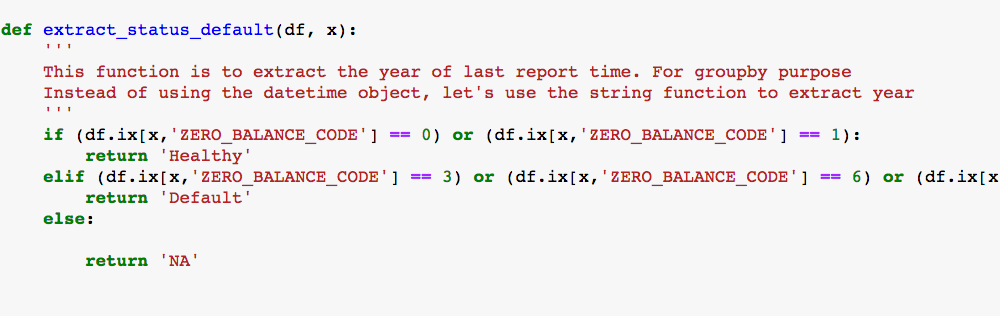 def extract_status_default(df, x):
    '''
    This function is to extract the year of last report time. For groupby purpose
    Instead of using the datetime object, let's use the string function to extract year
    '''
    if (df.ix[x,'ZERO_BALANCE_CODE'] == 0) or (df.ix[x,'ZERO_BALANCE_CODE'] == 1):
        return 'Healthy'
    elif (df.ix[x,'ZERO_BALANCE_CODE'] == 3) or (df.ix[x,'ZERO_BALANCE_CODE'] == 6) or (df.ix[x
        return 'Default'
    else:
        return 'NA'